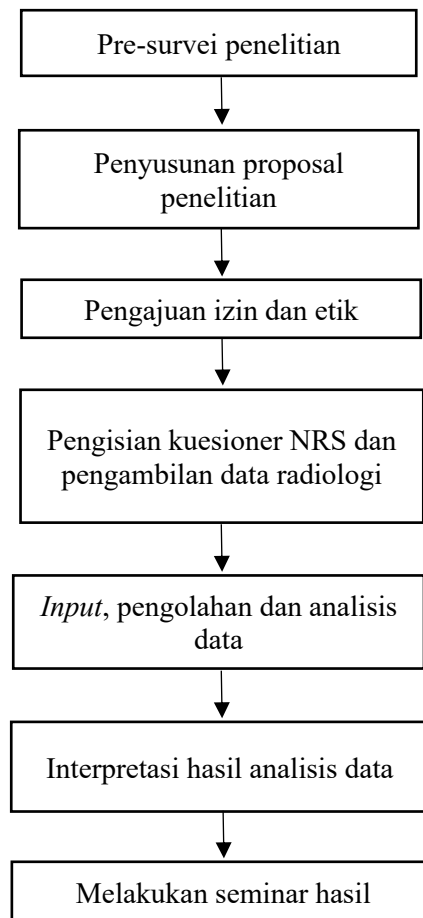 Pre-survei penelitian
Penyusunan proposal
penelitian
Pengajuan izin dan etik
Pengisian kuesioner NRS dan
pengambilan data radiologi
Input, pengolahan dan analisis
data
Interpretasi hasil analisis data
Melakukan seminar hasil